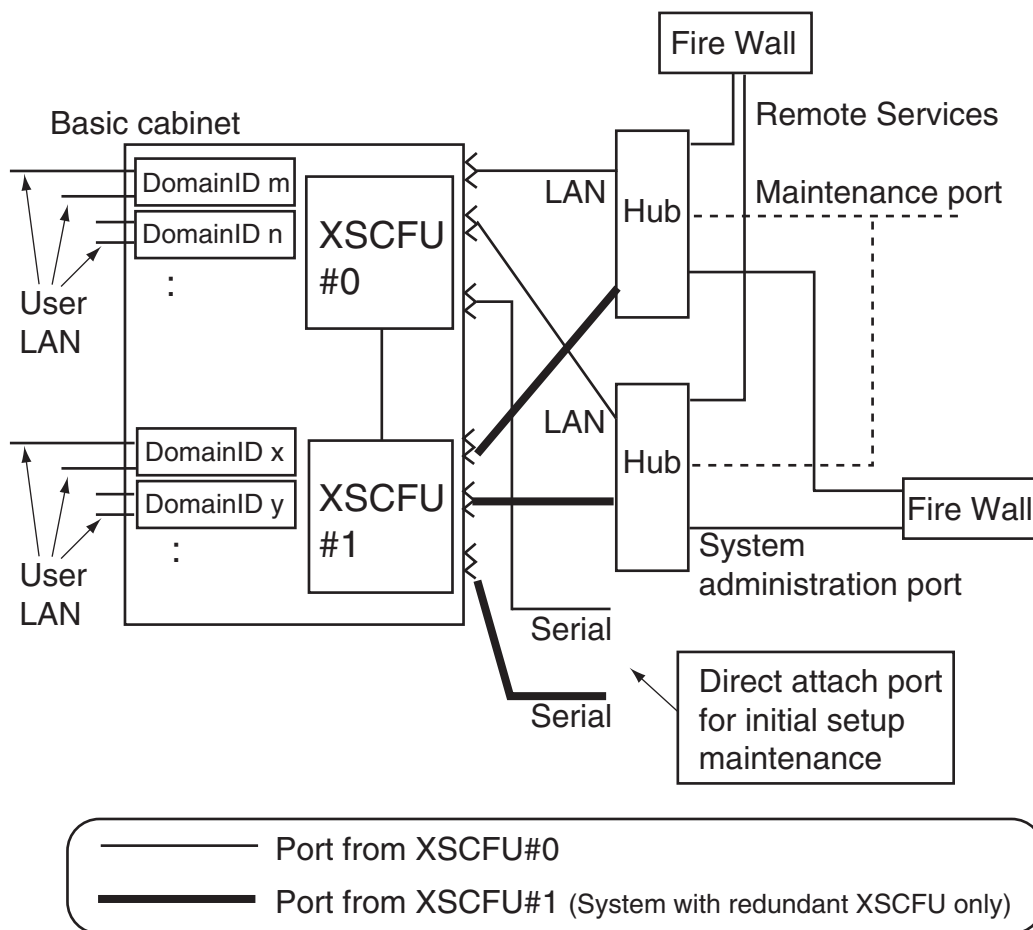 Fire Wall
Remote Services
Basic cabinet
DomainID m
LAN
Hub
Maintenance port
XSCFU
#0
DomainID n
:
User
LAN
LAN
DomainID x
XSCFU
#1
Hub
DomainID y
:
Fire Wall
User
LAN
System
administration port
Serial
Direct attach port
for initial setup
maintenance
Serial
Port from XSCFU#0
Port from XSCFU#1 (System with redundant XSCFU only)